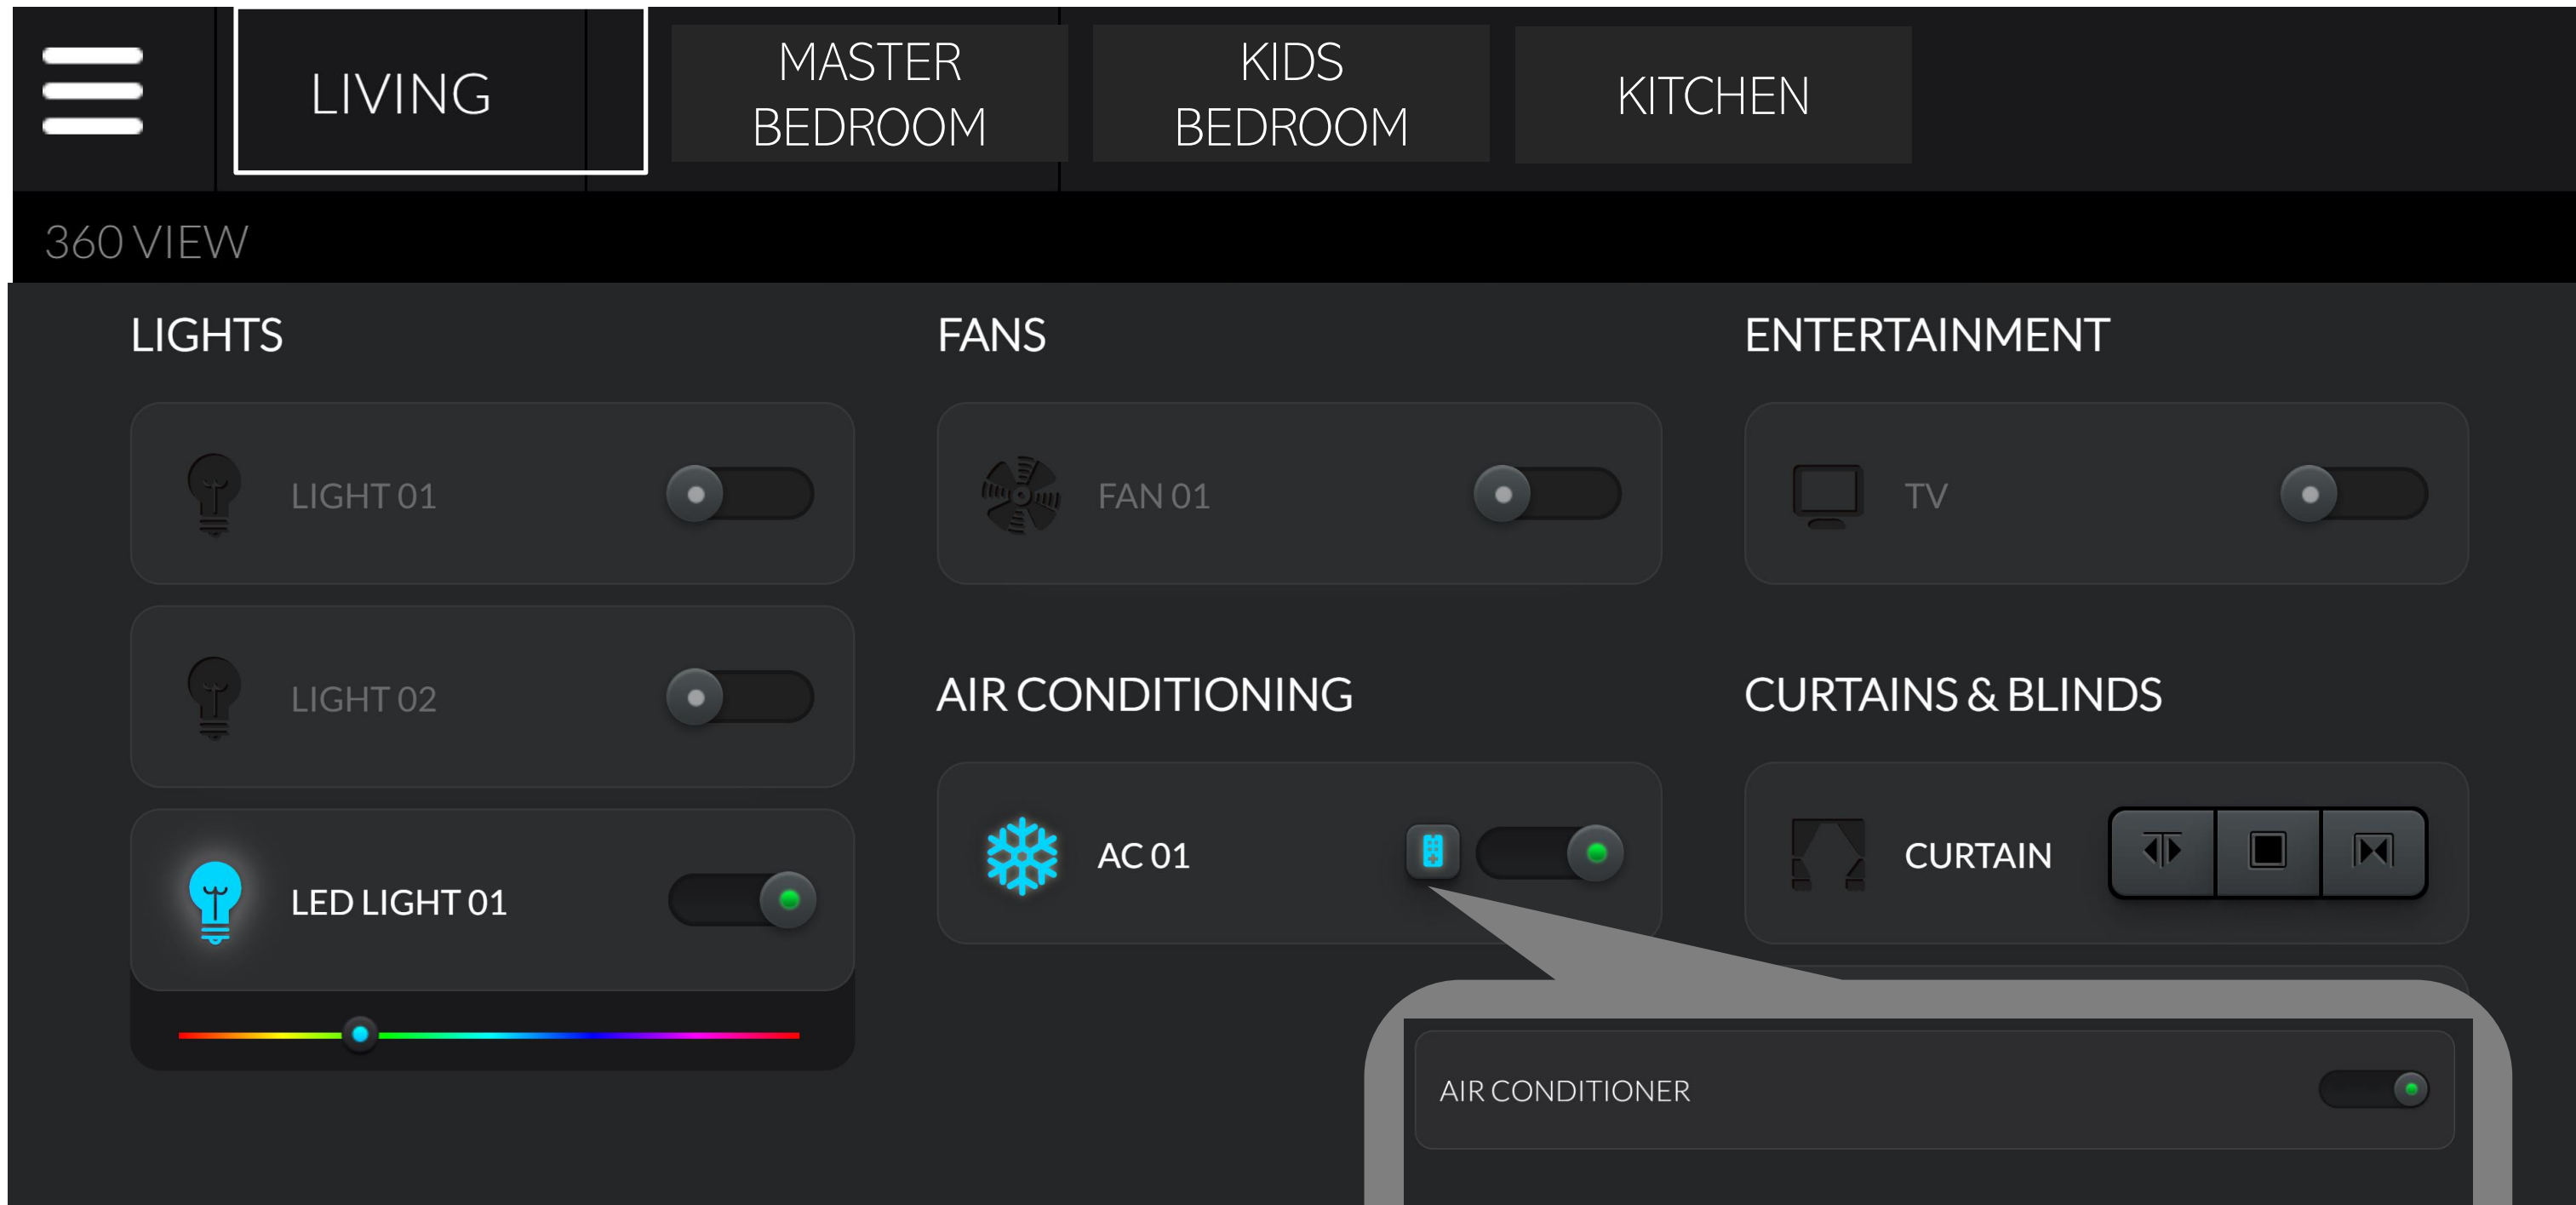 LIVING
MASTER
BEDROOM
KIDS
BEDROOM
KITCHEN
360 VIEW
LIGHTS
LIGHT 01
LIGHT 02
LED LIGHT 01
FANS
FAN 01
AIR CONDITIONING
AC 01
ENTERTAINMENT
TV
CURTAINS & BLINDS
CURTAIN
AIR CONDITIONER